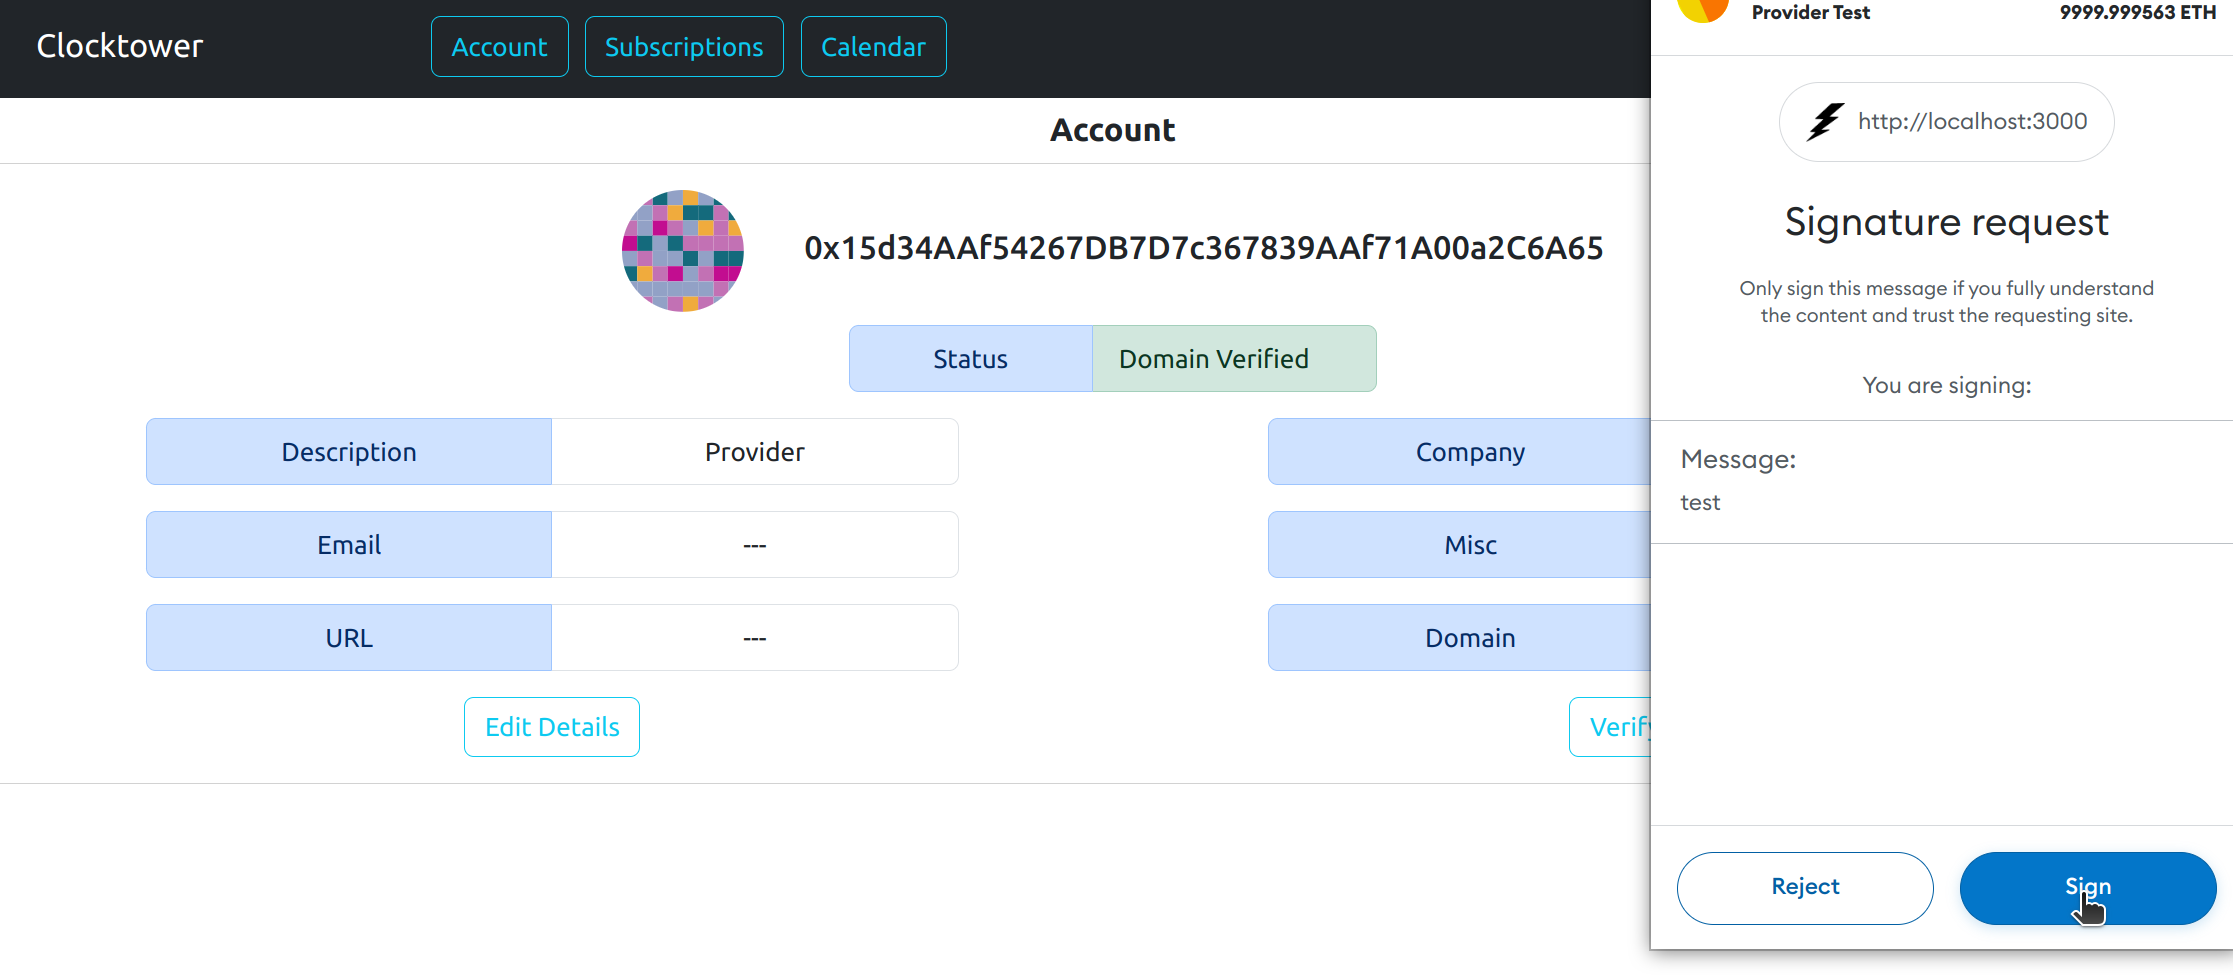 Clocktower
Account
Subscriptions
Calendar
Account
0x15d34AAf54267DB7D7c367839AAf71A00a2C6A65
Status
Domain Verified
Description
Provider
Company
Email
---
Misc
URL
---
Domain
Edit Details
Verify
Provider Test
9999.999563 ETH
http://localhost:3000
Signature request
Only sign this message if you fully understand
the content and trust the requesting site.
You are signing:
Message:
test
Reject
Sign